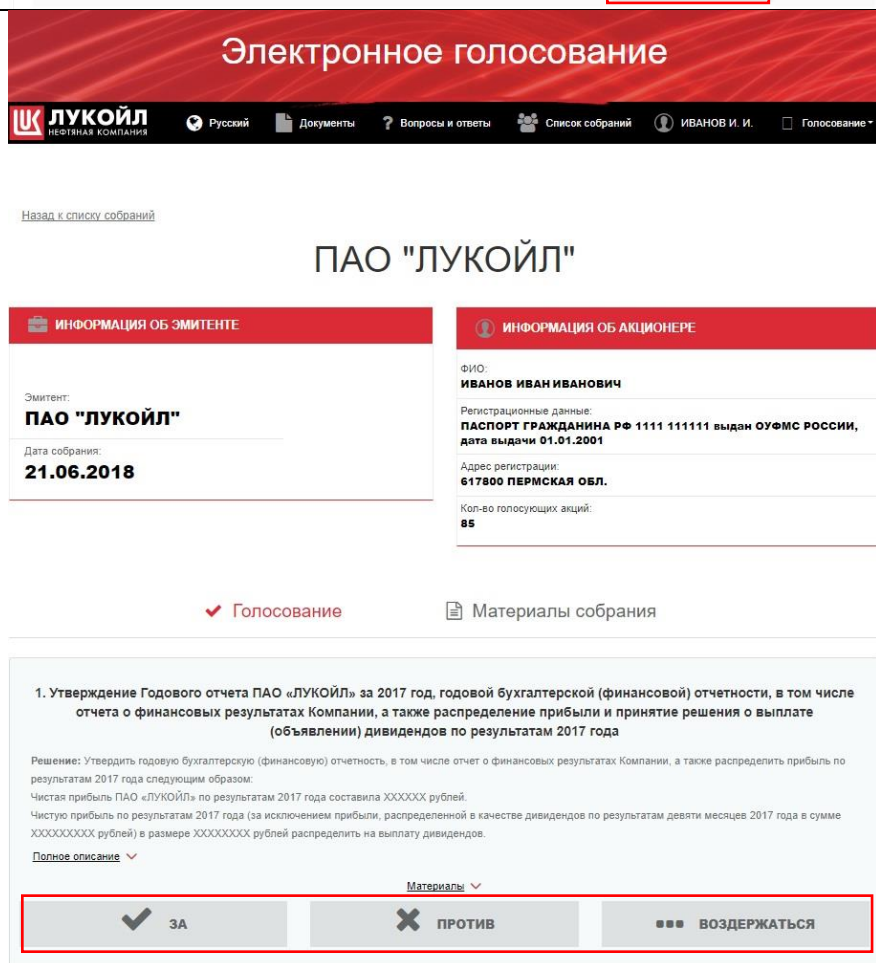 Электронное голосование
ЛУКОЙЛ
НЕФТЯНАЯ КОМПАНИЯ
Русский Документы ? Вопросы и ответы Список собраний ИВАНОВ И. И. Голосование
Назад к списку собраний
ПАО "ЛУКОЙЛ"
ИНФОРМАЦИЯ ОБ ЭМИТЕНТЕ
Эмитент:
ПАО "ЛУКОЙЛ"
Дата собрания:
21.06.2018
ИНФОРМАЦИЯ ОБ АКЦИОНЕРЕ
ФИО:
ИВАНОВ ИВАН ИВАНОВИЧ
Регистрационные данные:
ПАСПОРТ ГРАЖДАНИНА РФ 1111 111111 выдан ОУФМС РОССИИ,
дата выдачи 01.01.2001
Адрес регистрации:
617800 ПЕРМСКАЯ ОБЛ.
Кол-во голосующих акций:
85
Голосование Материалы собрания
1. Утверждение Годового отчета ПАО «ЛУКОЙЛ» за 2017 год, годовой бухгалтерской (финансовой) отчетности, в том числе
отчета о финансовых результатах Компании, а также распределение прибыли и принятие решения о выплате
(объявлении) дивидендов по результатам 2017 года
Решение: Утвердить годовую бухгалтерскую (финансовую) отчетность, в том числе отчет о финансовых результатах Компании, а также распределить прибыль по
результатам 2017 года следующим образом:
Чистая прибыль ПАО «ЛУКОЙЛ» по результатам 2017 года составила XXXXXX рублей.
Чистую прибыль по результатам 2017 года (за исключением прибыли, распределенной в качестве дивидендов по результатам девяти месяцев 2017 года в сумме
XXXXXXXXX рублей) в размере XXXXXXXX рублей распределить на выплату дивидендов.
Полное описание
Материалы
ЗА ПРОТИВ ВОЗДЕРЖАТЬСЯ